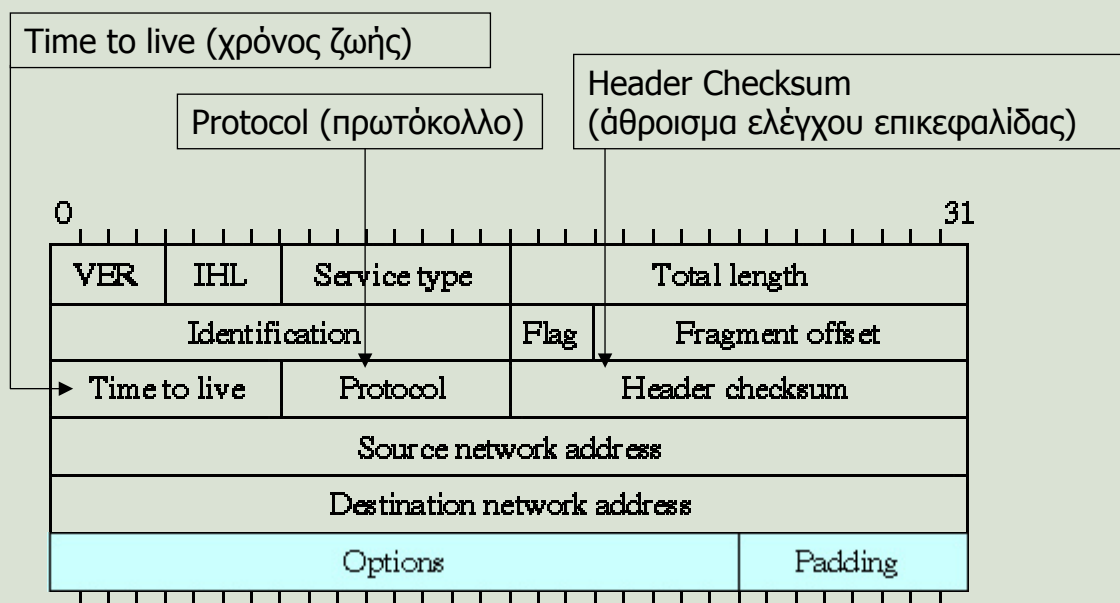 Time to live (χρόνος ζωής)
Protocol (πρωτόκολλο)
Header Checksum
(άθροισμα ελέγχου επικεφαλίδας)
0 31
VER IHL Service type Total length
Identification Flag Fragment offset
Time to live Protocol Header checksum
Source network address
Destination network address
Options Padding